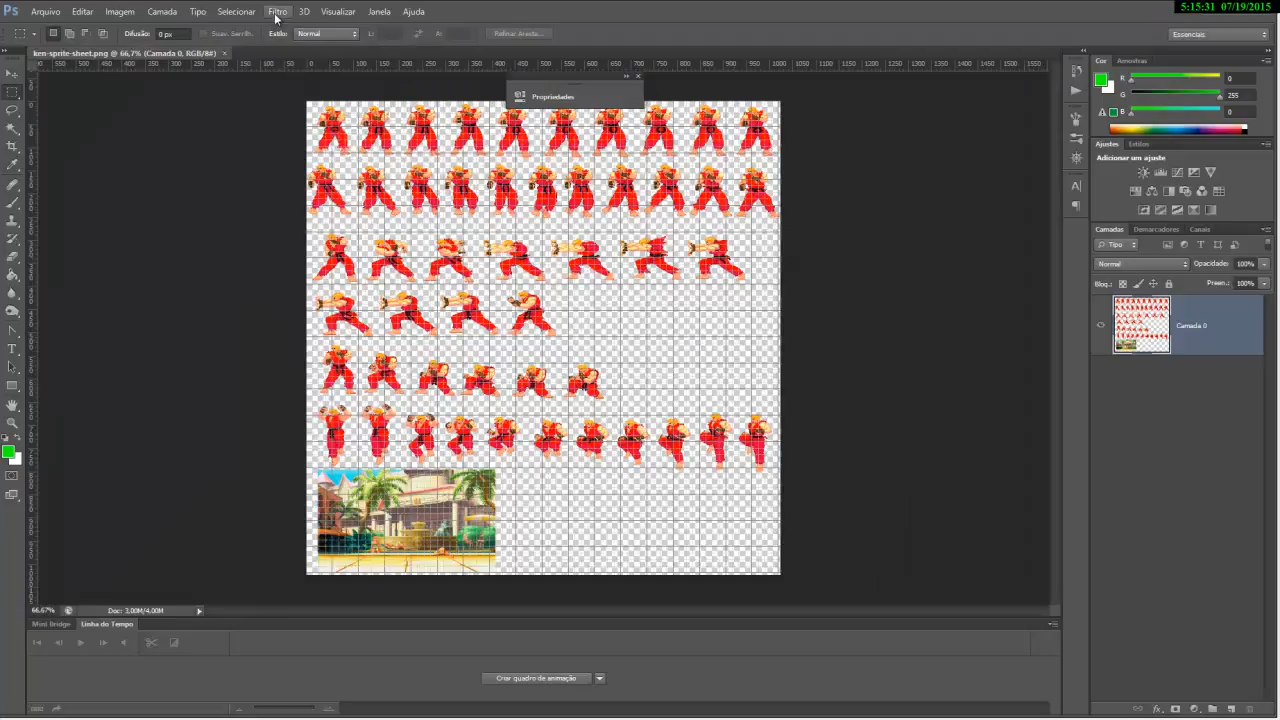 Ps Arquivo Editar Imagem Camada Tipo Selecionar Filtro 3D Visualizar Janela Ajuda
5:15:31 07/19/2015
Difusão: 0 px Estilo: Normal Refinar Aresta... Essenciais
ken-sprite-sheet.png @ 66,7% (Camada 0, RGB/8#) ×
Propriedades
Cor Amostras
R 0
G 255
B 0
Ajustes Estilos
Adicionar um ajuste
Camadas Demarcadores Canais
Tipo
Normal Opacidade: 100%
Bloq.: Preen.: 100%
Camada 0
66,67% Doc: 3,00M/4,00M
Mini Bridge Linha do Tempo
Criar quadro de animação